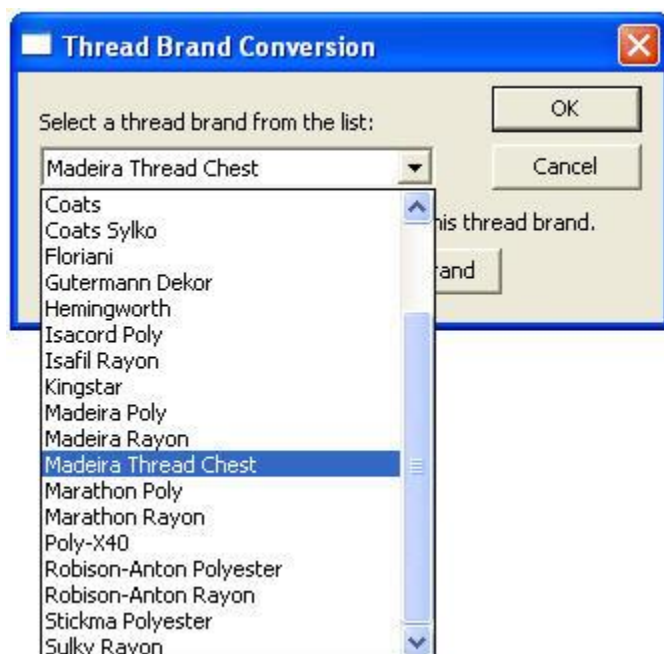 Thread Brand Conversion
Select a thread brand from the list:
OK
Madeira Thread Chest
Cancel
Coats
Coats Sylko
Floriani
Gutermann Dekor
Hemingworth
Isacord Poly
Isafil Rayon
Kingstar
Madeira Poly
Madeira Rayon
Madeira Thread Chest
Marathon Poly
Marathon Rayon
Poly-X40
Robison-Anton Polyester
Robison-Anton Rayon
Stickma Polyester
Sulky Rayon
thread brand.